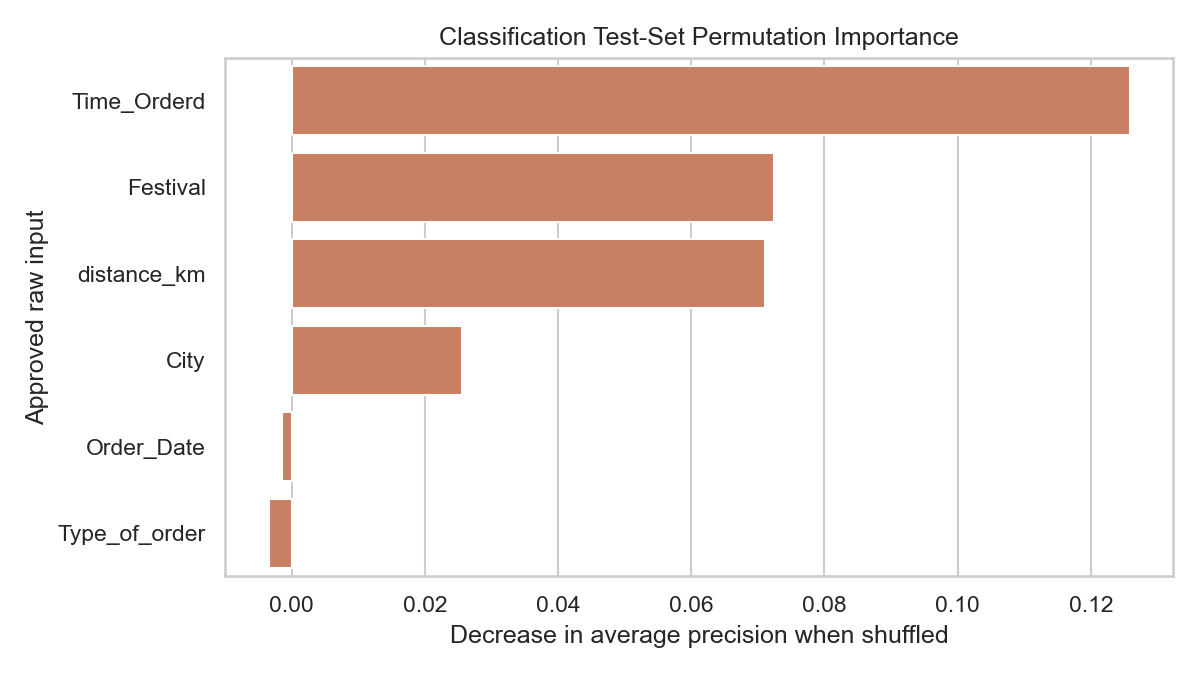 Classification Test-Set Permutation Importance
Approved raw input
Time_Orderd
Festival
distance_km
City
Order_Date
Type_of_order
0.00 0.02 0.04 0.06 0.08 0.10 0.12
Decrease in average precision when shuffled